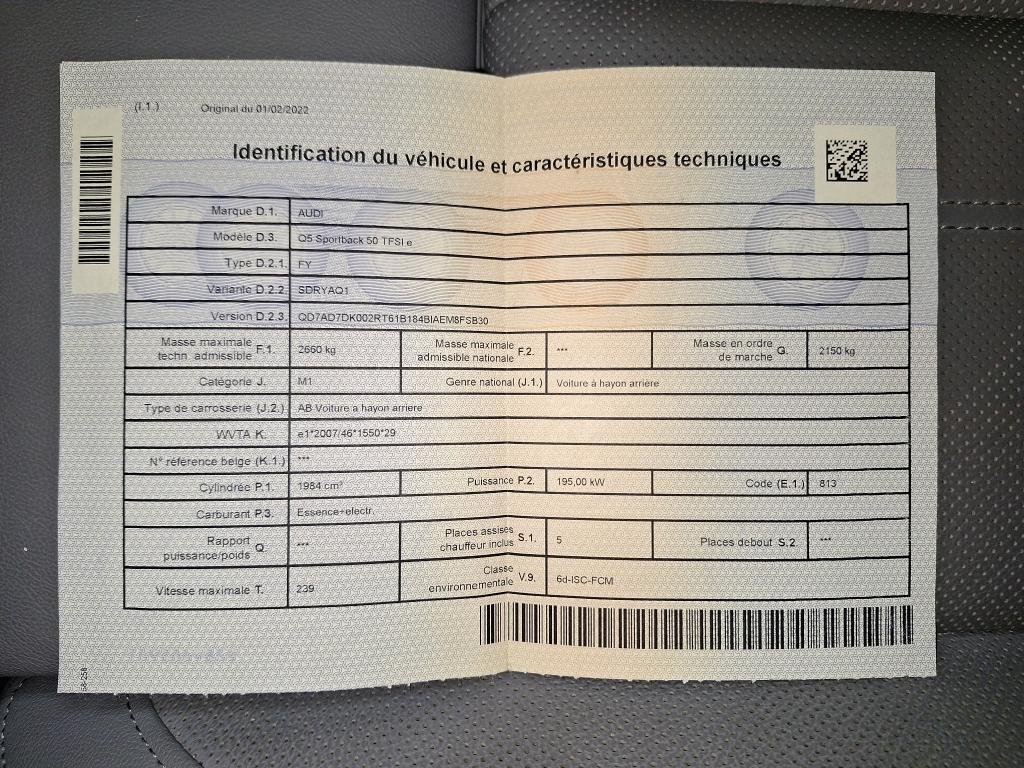 (I.1.) Original du 01/02/2022
Identification du véhicule et caractéristiques techniques
Marque D.1. AUDI
Modèle D.3. Q5 Sportback 50 TFSI e
Type D.2.1. FY
Variante D.2.2. SDRYAQ1
Version D.2.3. QD7AD7DK002RT61B184BIAEM8FSB30
Masse maximale techn. admissible F.1. 2660 kg Masse maximale admissible nationale F.2. *** Masse en ordre de marche G. 2150 kg
Catégorie J. M1 Genre national (J.1.) Voiture à hayon arrière
Type de carrosserie (J.2.) AB Voiture à hayon arrière
WVTA K. e1*2007/46*1550*29
N° référence belge (K.1.) ***
Cylindrée P.1. 1984 cm³ Puissance P.2. 195,00 kW Code (E.1.) 813
Carburant P.3. Essence+electr.
Rapport puissance/poids Q. *** Places assises chauffeur inclus S.1. 5 Places debout S.2. ***
Vitesse maximale T. 239 Classe environnementale V.9. 6d-ISC-FCM